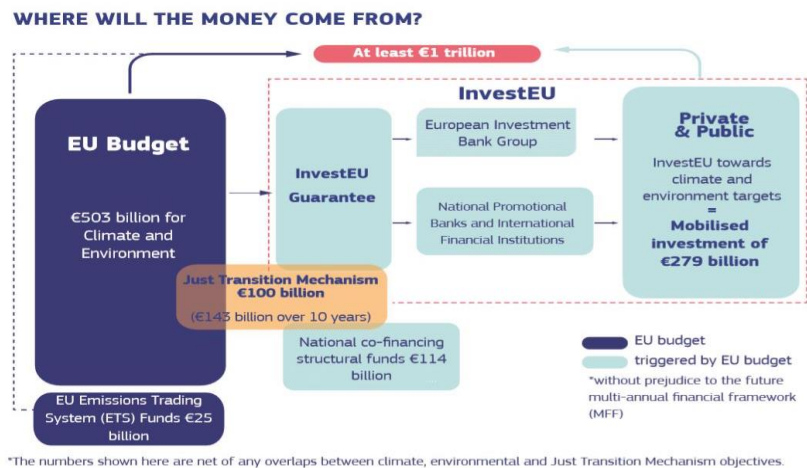 WHERE WILL THE MONEY COME FROM?
At least €1 trillion
InvestEU
EU Budget
€503 billion for
Climate and
Environment
InvestEU
Guarantee
European Investment
Bank Group
National Promotional
Banks and International
Financial Institutions
Private
& Public
InvestEU towards
climate and
environment targets
=
Mobilised
investment of
€279 billion
Just Transition Mechanism
€100 billion
(€143 billion over 10 years)
National co-financing
structural funds €114
billion
EU Emissions Trading
System (ETS) Funds €25
billion
EU budget
triggered by EU budget
*without prejudice to the future
multi-annual financial framework
(MFF)
*The numbers shown here are net of any overlaps between climate, environmental and Just Transition Mechanism objectives.